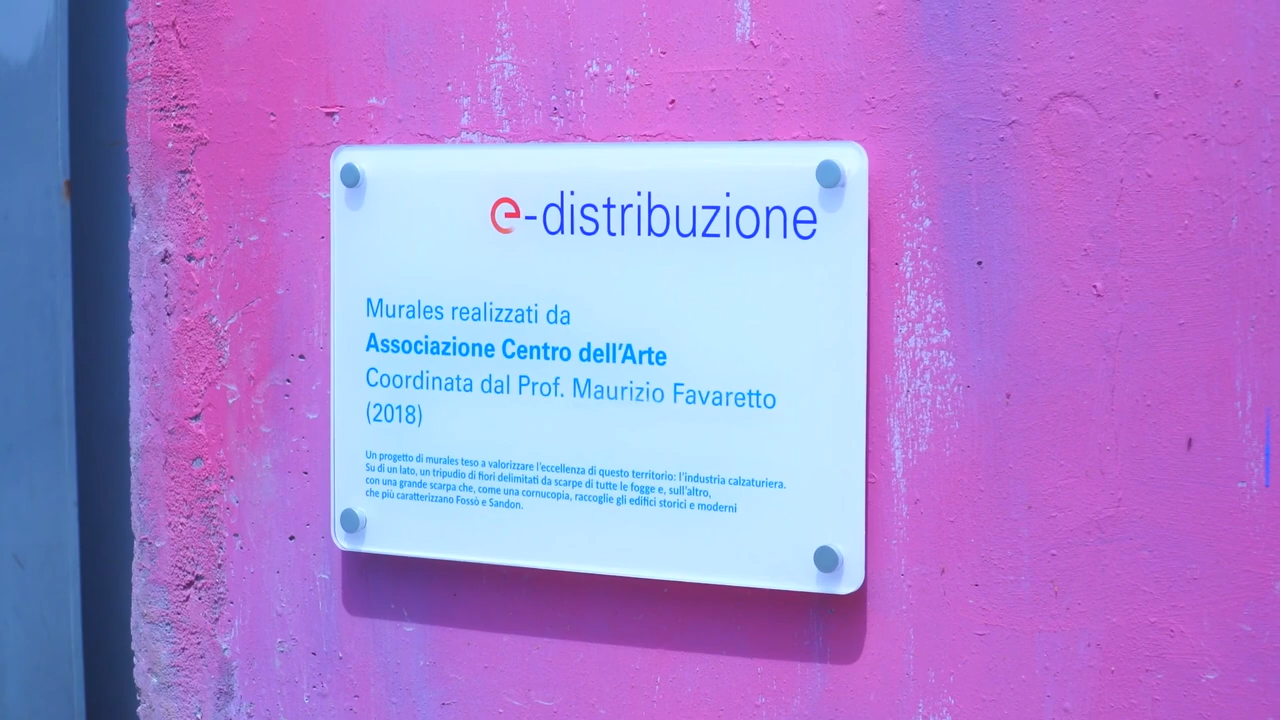 e-distribuzione
Murales realizzati da
Associazione Centro dell'Arte
Coordinata dal Prof. Maurizio Favaretto
(2018)
Un progetto di murales teso a valorizzare l'eccellenza di questo territorio: l'industria calzaturiera.
Su di un lato, un tripudio di fiori delimitati da scarpe di tutte le fogge e, sull'altro,
con una grande scarpa che, come una cornucopia, raccoglie gli edifici storici e moderni
che più caratterizzano Fossò e Sandon.